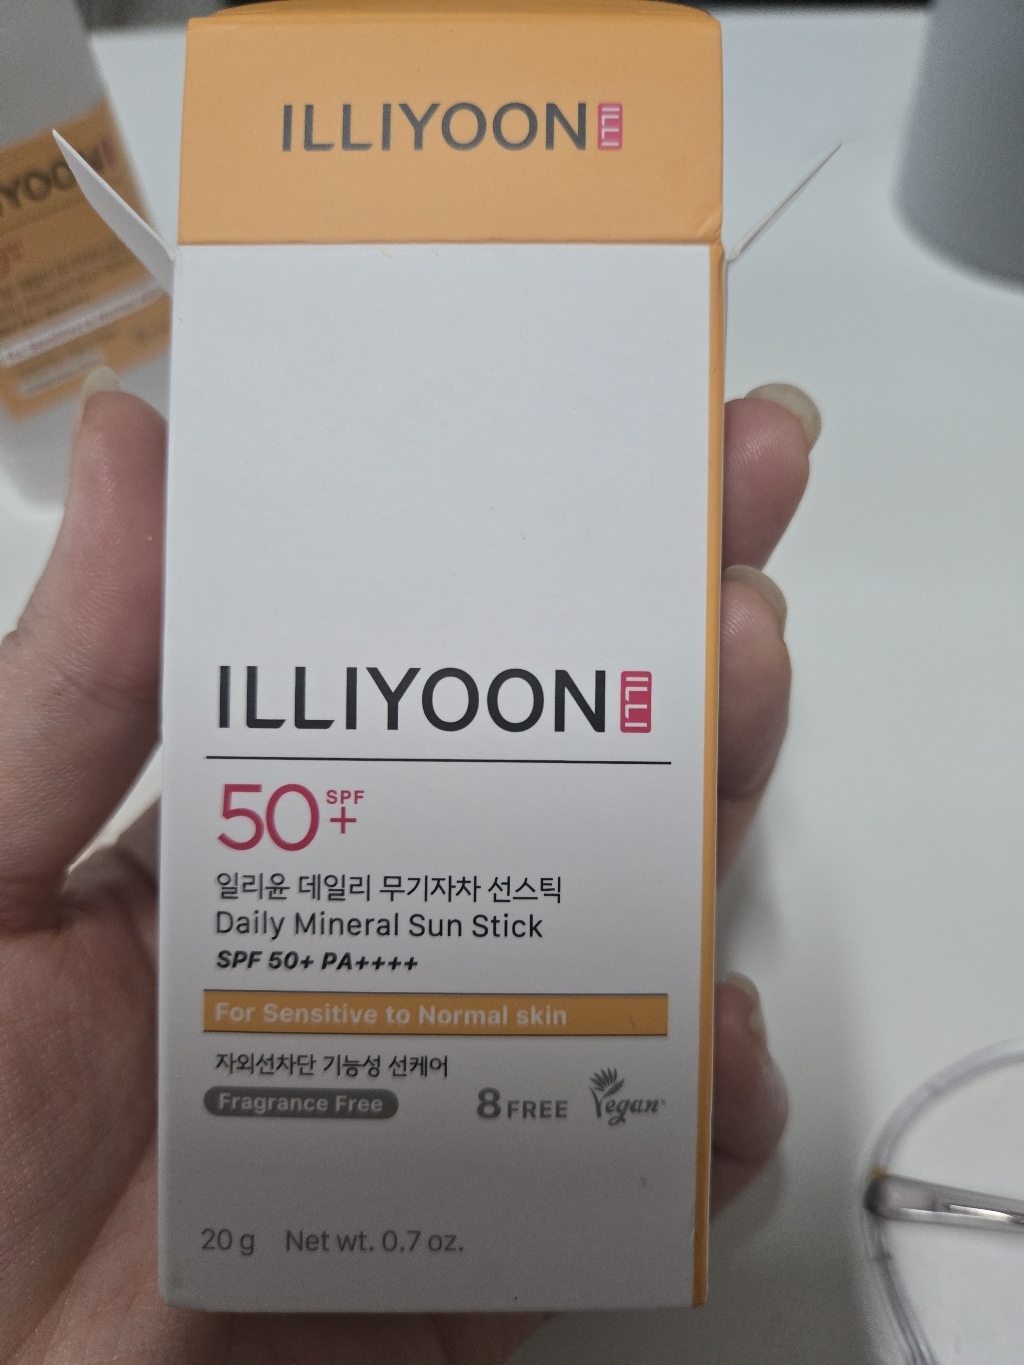 ILLIYOON ILLI
ILLIYOON ILLI
50+ SPF
일리윤 데일리 무기자차 선스틱
Daily Mineral Sun Stick
SPF 50+ PA++++
For Sensitive to Normal skin
자외선차단 기능성 선케어
Fragrance Free 8 FREE Vegan
20 g Net wt. 0.7 oz.